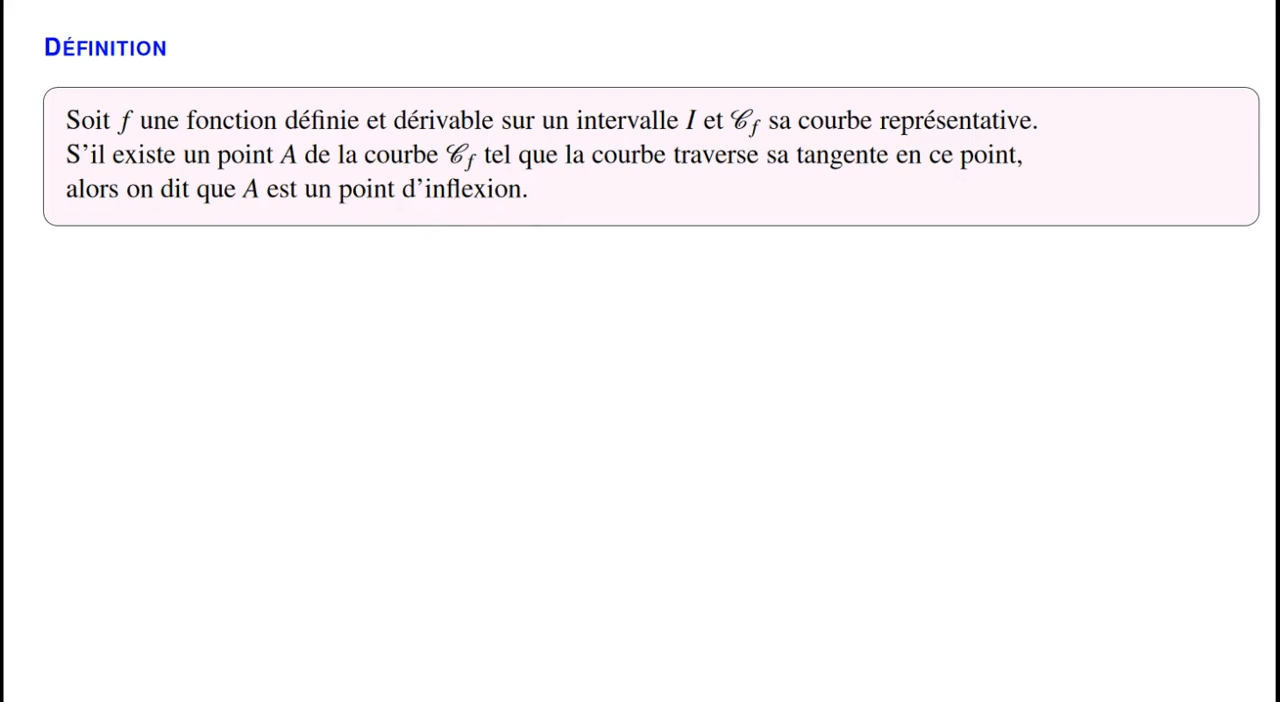 DÉFINITION
Soit f une fonction définie et dérivable sur un intervalle I et 𝒞f sa courbe représentative.
S’il existe un point A de la courbe 𝒞f tel que la courbe traverse sa tangente en ce point,
alors on dit que A est un point d’inflexion.